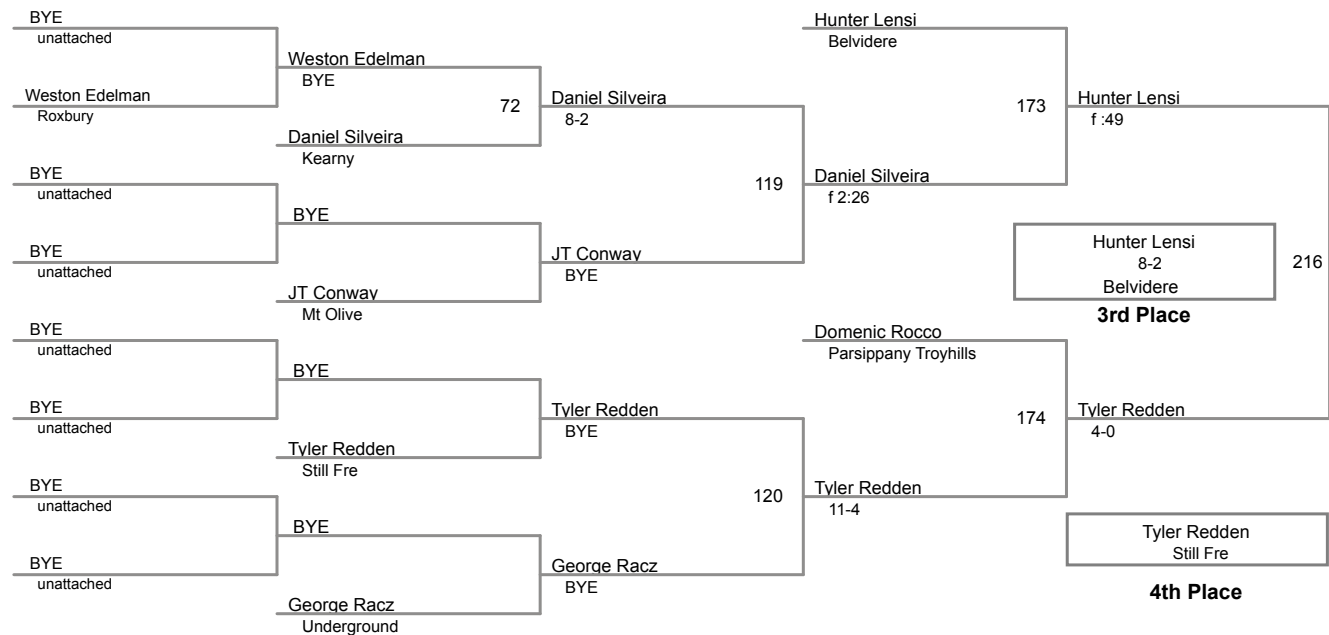 BYE
unattached
Weston Edelman
Roxbury
BYE
unattached
BYE
unattached
BYE
unattached
BYE
unattached
BYE
unattached
BYE
unattached
Weston Edelman
BYE
Daniel Silveira
Kearny
BYE
JT Conway
Mt Olive
BYE
Tyler Redden
Still Fre
BYE
George Racz
Underground
72
Daniel Silveira
8-2
JT Conway
BYE
Tyler Redden
BYE
George Racz
BYE
119
120
Hunter Lensi
Belvidere
Daniel Silveira
f 2:26
Domenic Rocco
Parsippany Troyhills
Tyler Redden
11-4
173
174
Hunter Lensi
f :49
Tyler Redden
4-0
216
Hunter Lensi
8-2
Belvidere
3rd Place
Tyler Redden
Still Fre
4th Place